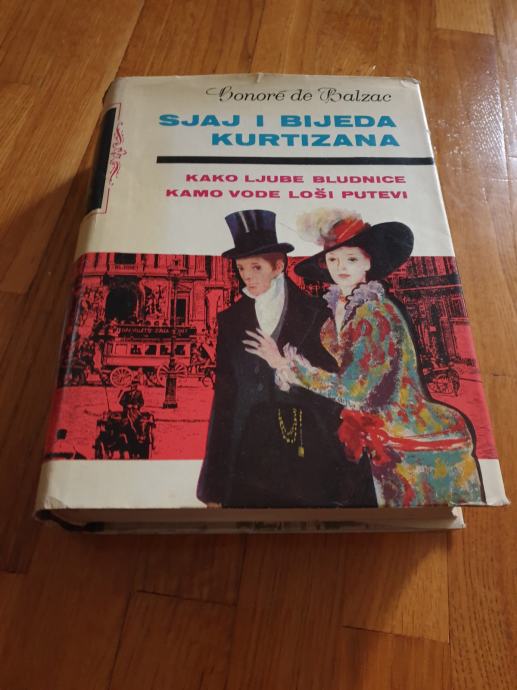 Honoré de Balzac
SJAJ I BIJEDA
KURTIZANA
KAKO LJUBE BLUDNICE
KAMO VODE LOŠI PUTEVI